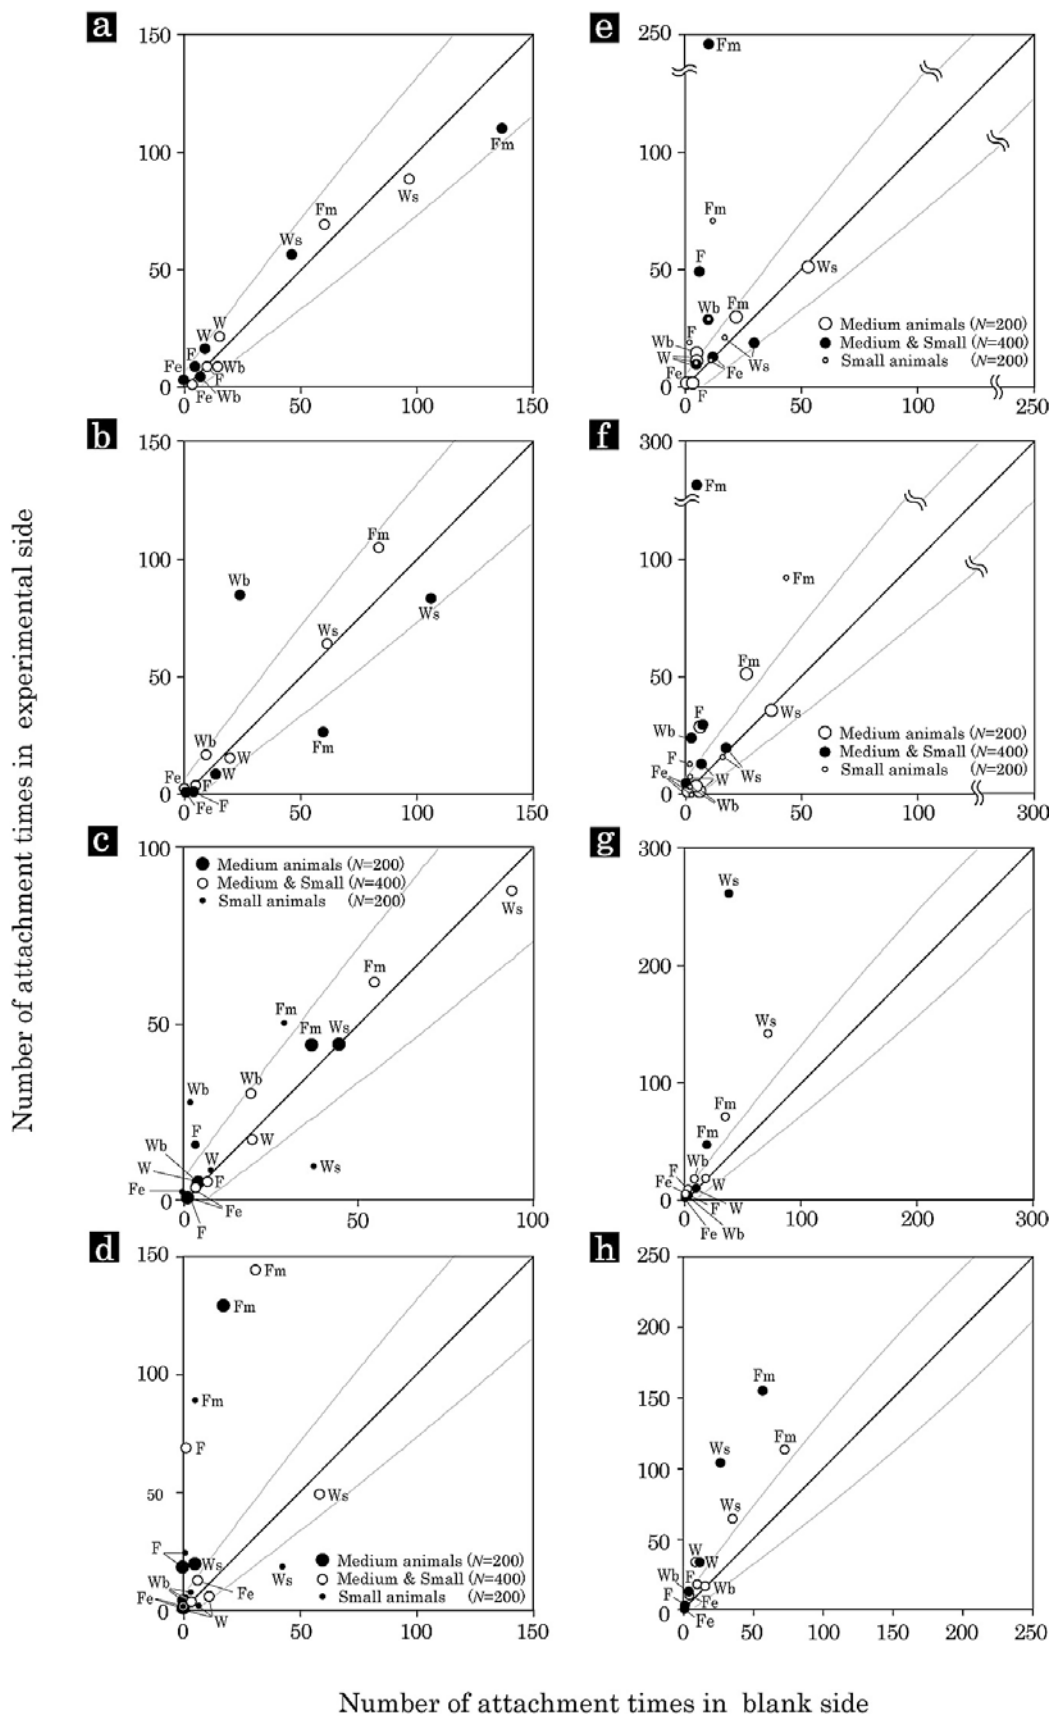 Number of attachment times in experimental side
a
150
100
50
0
0
50
100
150
Fm
Ws
Fm
Ws
W
W
F
Fe
Wb
F
Fe
Wb
b
150
100
50
0
0
50
100
150
Fm
Wb
Ws
Ws
Fm
Wb
W
W
Fe
F
Fe
F
c
100
50
0
0
50
100
Medium animals (N=200)
Medium & Small (N=400)
Small animals (N=200)
Ws
Fm
Fm
Fm
Ws
Wb
Wb
F
W
Wb
W
W
Ws
F
Fe
Fe
F
d
150
100
50
0
0
50
100
150
Fm
Fm
Fm
F
Ws
F
Ws
Ws
Wb
Fe
Fe
W
Medium animals (N=200)
Medium & Small (N=400)
Small animals (N=200)
e
250
100
50
0
0
50
100
250
Fm
Fm
F
Ws
Wb
Fm
F
Wb
W
Fe
Ws
Fe
F
Medium animals (N=200)
Medium & Small (N=400)
Small animals (N=200)
f
300
100
50
0
0
50
100
300
Fm
Fm
Fm
F
Ws
Wb
F
Fe
W
Ws
Wb
Medium animals (N=200)
Medium & Small (N=400)
Small animals (N=200)
g
300
200
100
0
0
100
200
300
Ws
Ws
Fm
Fm
Wb
F
W
Fe
F
W
Fe
Wb
h
250
200
150
100
50
0
0
50
100
150
200
250
Fm
Fm
Ws
Ws
W
W
F
Wb
Wb
F
Fe
Fe
Number of attachment times in blank side